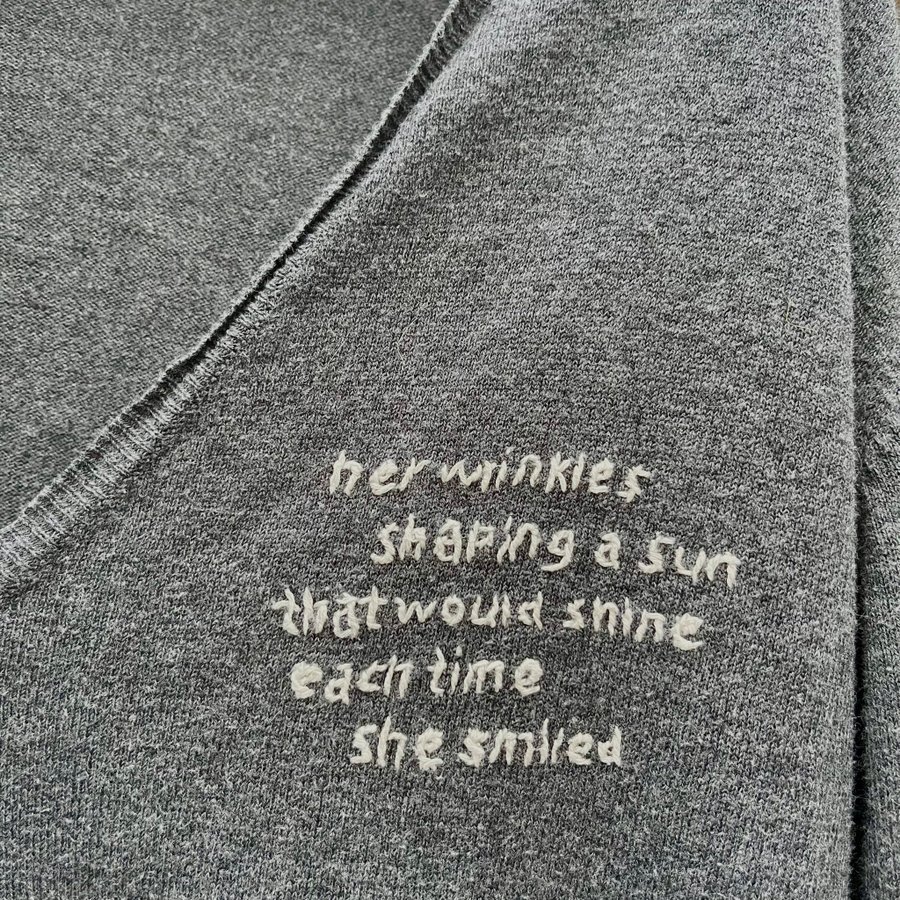 her wrinkles
shaping a sun
that would shine
each time
she smiled